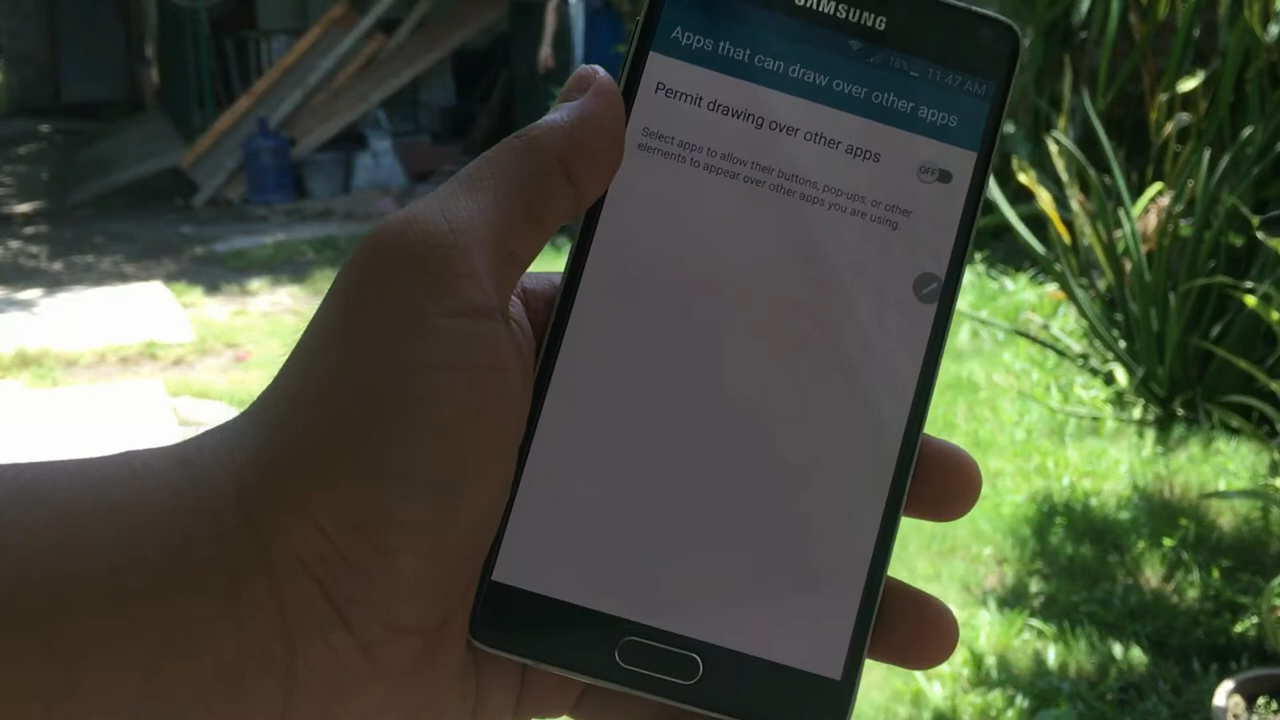 SAMSUNG
18% 11:47 AM
Apps that can draw over other apps
Permit drawing over other apps
OFF
Select apps to allow their buttons, pop-ups, or other
elements to appear over other apps you are using.